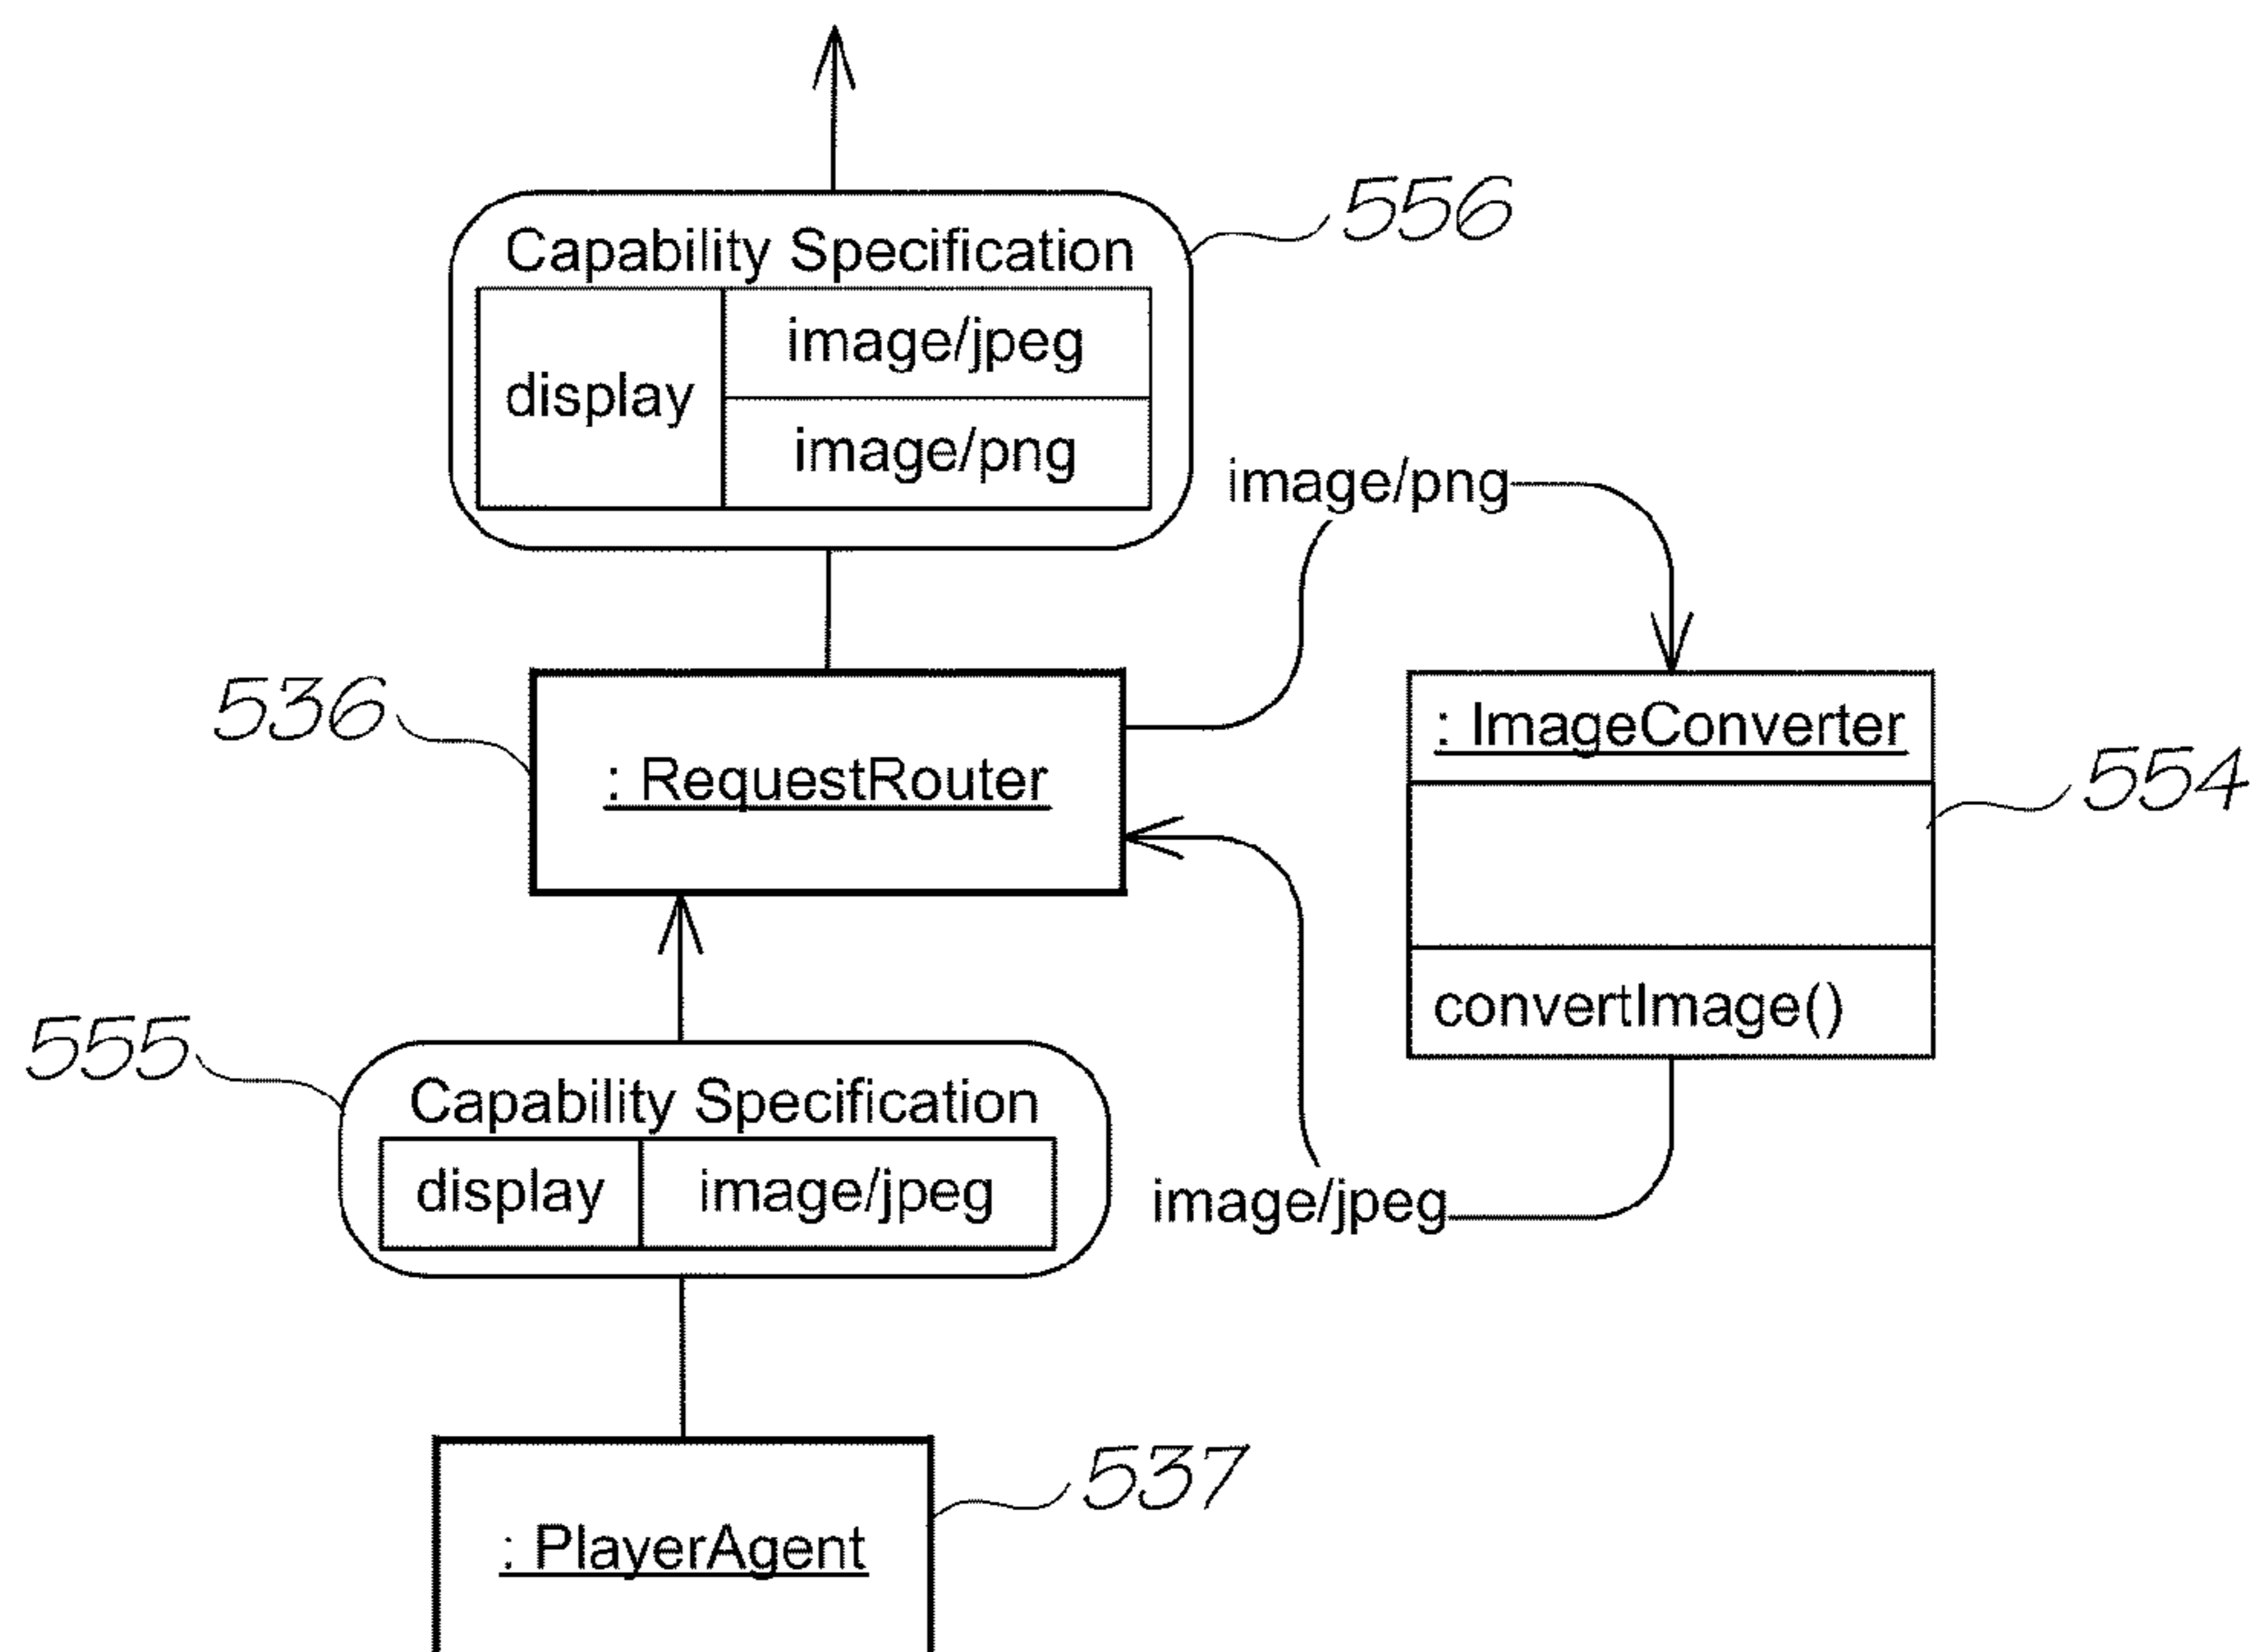 556
Capability Specification
image/jpeg
display
image/png
image/png
536
: RequestRouter
: ImageConverter
554
convertImage()
555
Capability Specification
display image/jpeg
image/jpeg
537
: PlayerAgent